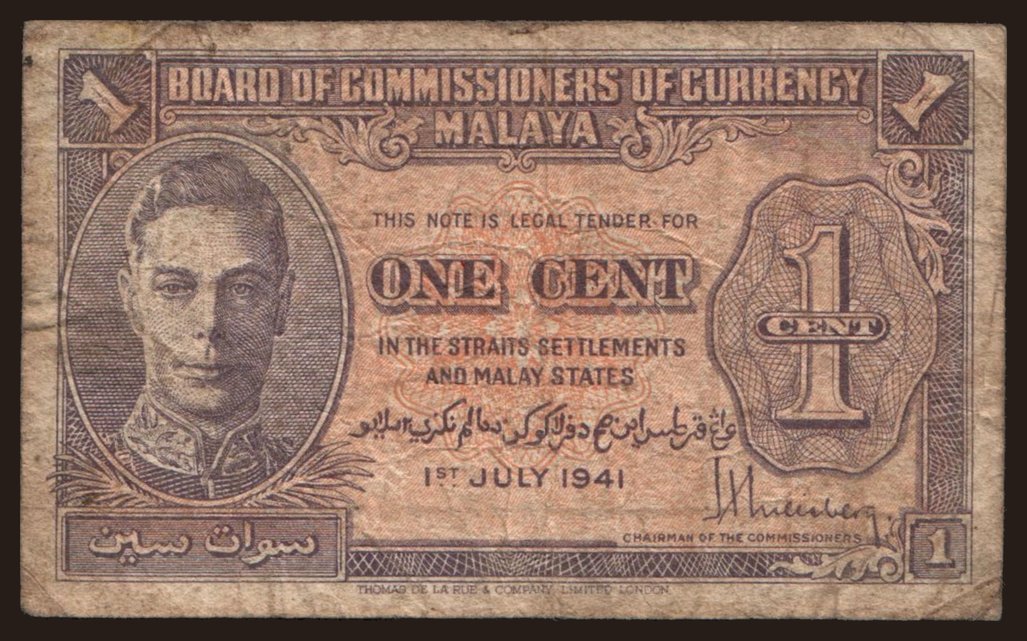 1 BOARD OF COMMISSIONERS OF CURRENCY 1
MALAYA
THIS NOTE IS LEGAL TENDER FOR
ONE CENT
1
CENT
IN THE STRAITS SETTLEMENTS
AND MALAY STATES
1ST JULY 1941
سوات سين
CHAIRMAN OF THE COMMISSIONERS
1
THOMAS DE LA RUE & COMPANY, LIMITED LONDON